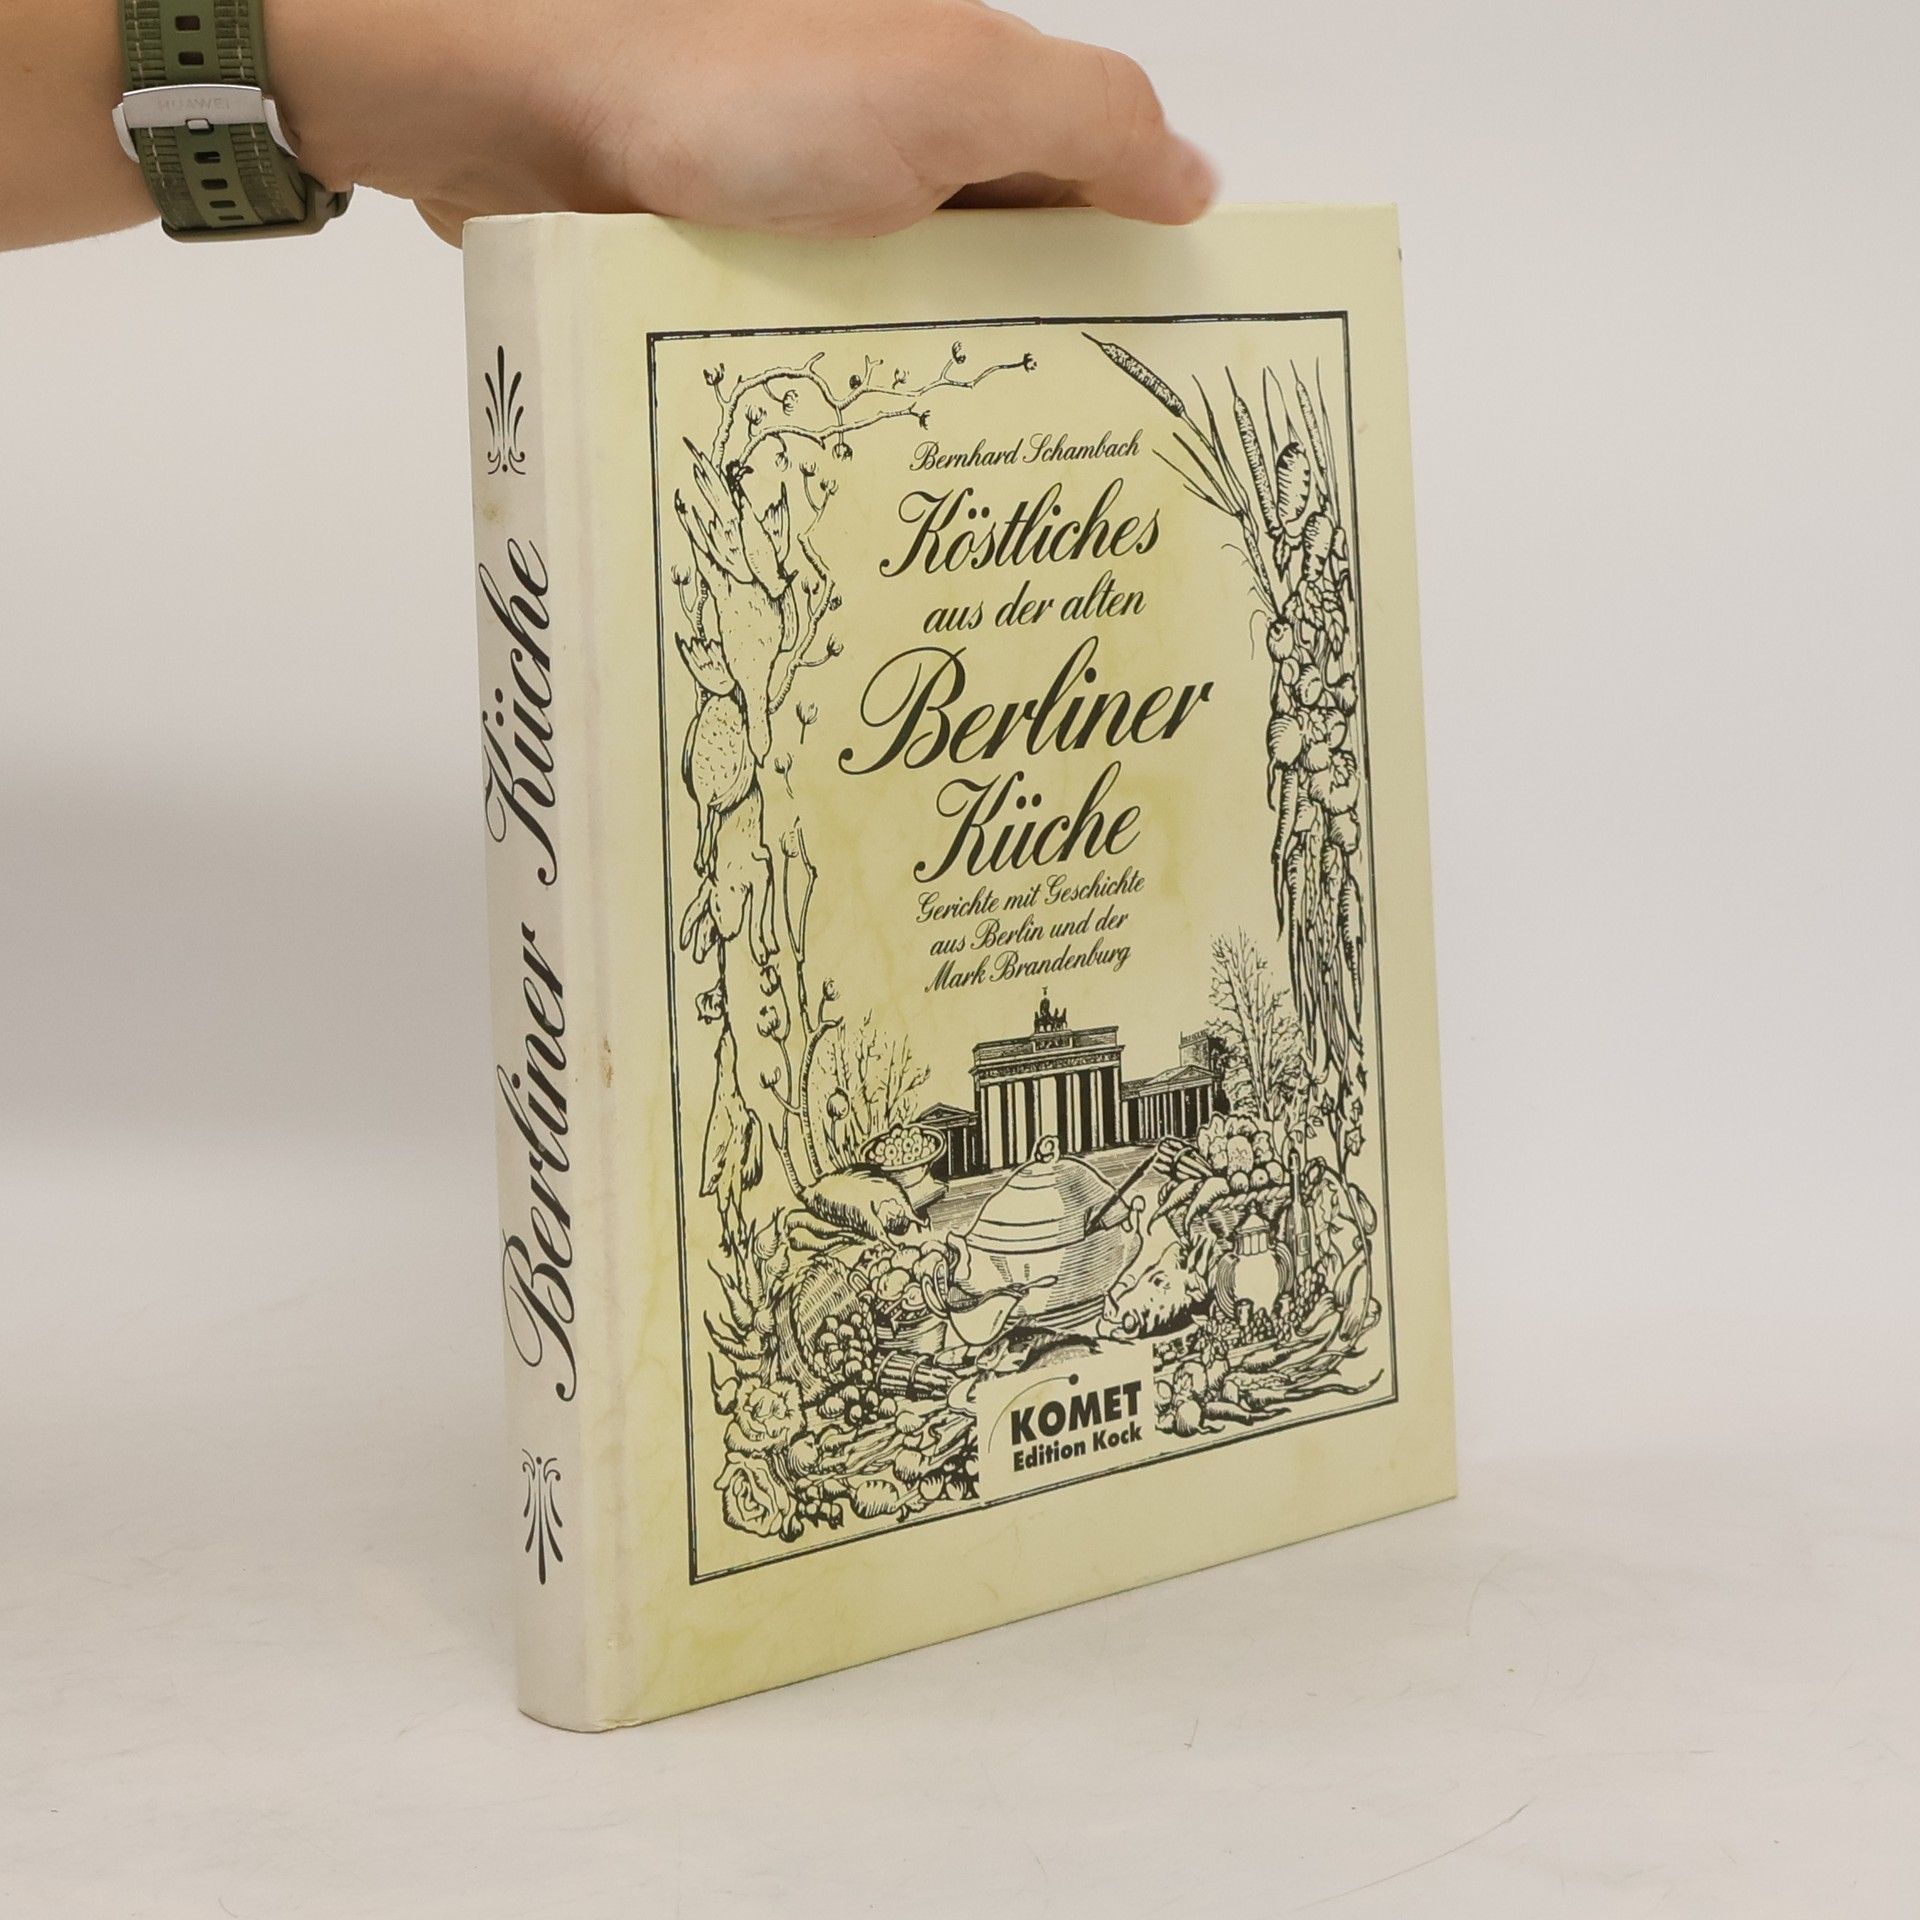 HUAWEI
Berliner Küche
Bernhard Schambach
Köstliches
aus der alten
Berliner
Küche
Gerichte mit Geschichte
aus Berlin und der
Mark Brandenburg
KOMET
Edition Kock